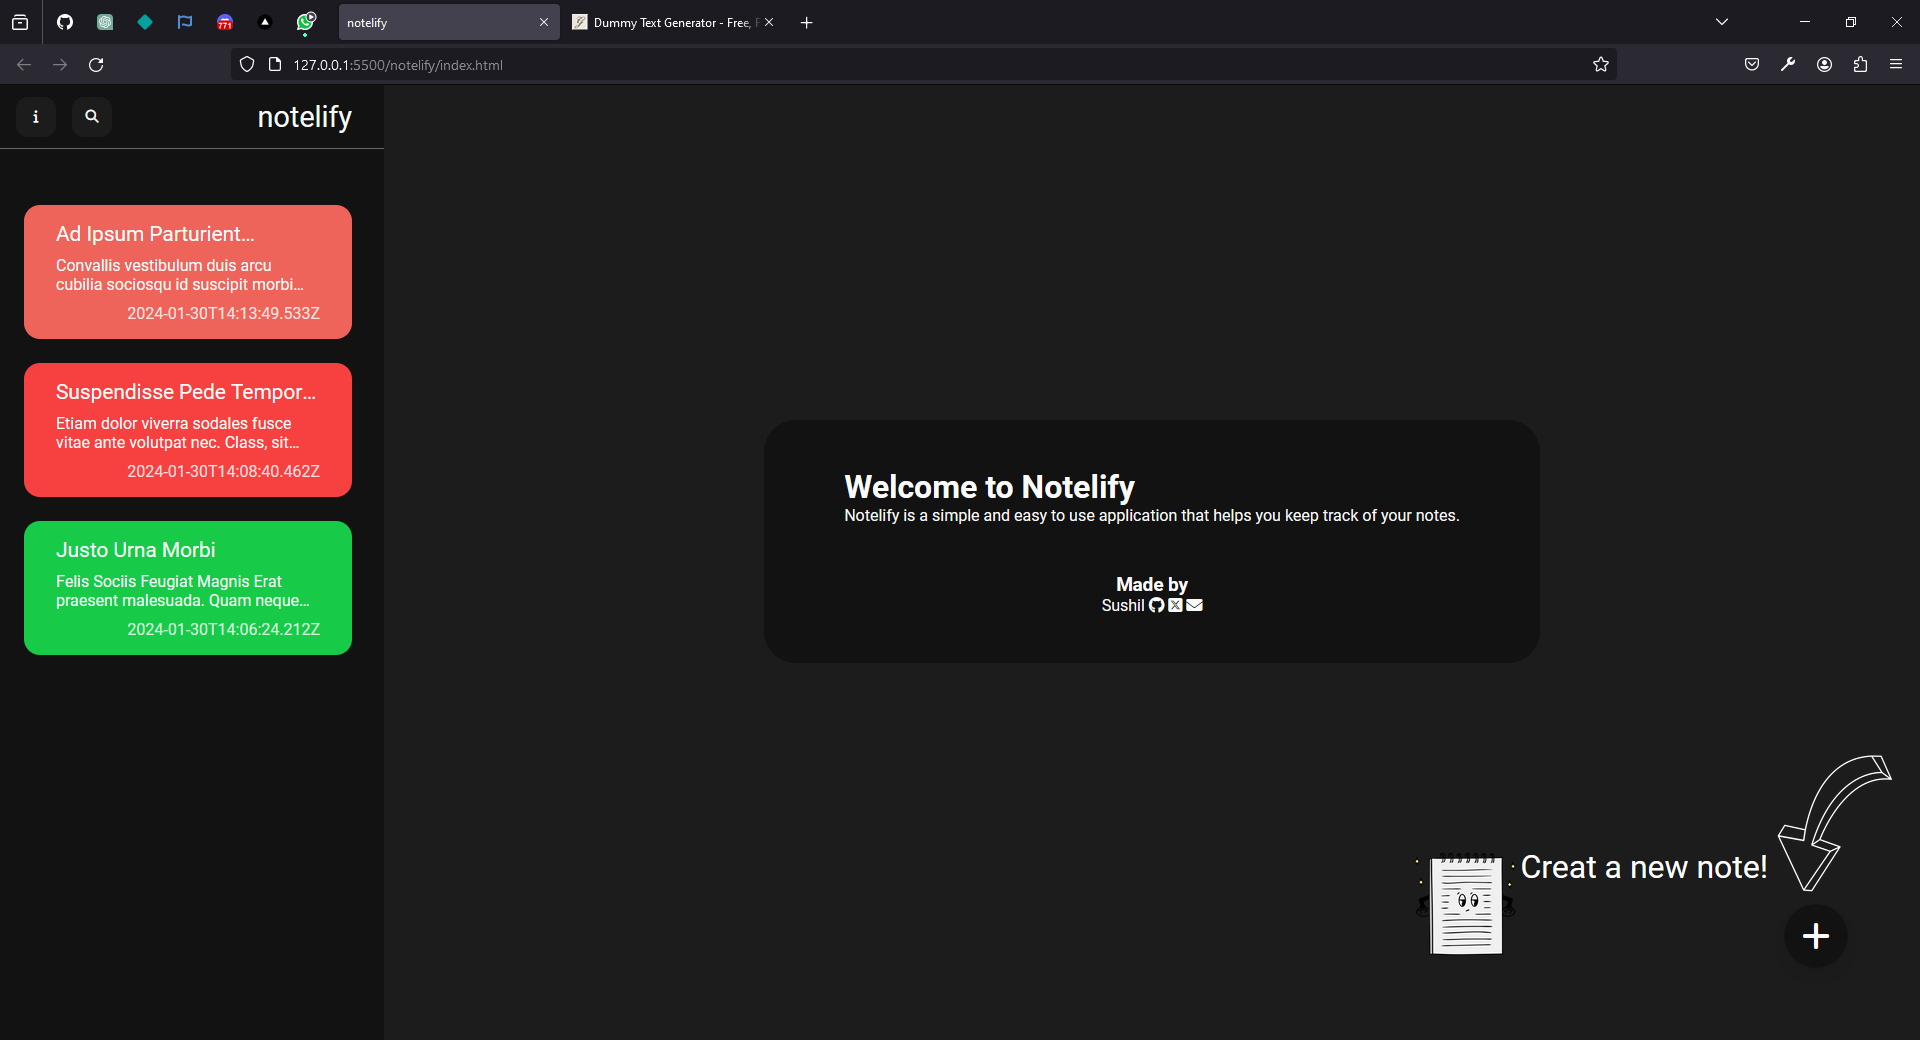 notelify
Dummy Text Generator - Free, F
771
127.0.0.1:5500/notelify/index.html
notelify
Ad Ipsum Parturient...
Convallis vestibulum duis arcu
cubilia sociosqu id suscipit morbi...
2024-01-30T14:13:49.533Z
Suspendisse Pede Tempor...
Etiam dolor viverra sodales fusce
vitae ante volutpat nec. Class, sit...
2024-01-30T14:08:40.462Z
Justo Urna Morbi
Felis Sociis Feugiat Magnis Erat
praesent malesuada. Quam neque...
2024-01-30T14:06:24.212Z
Welcome to Notelify
Notelify is a simple and easy to use application that helps you keep track of your notes.
Made by
Sushil
Creat a new note!